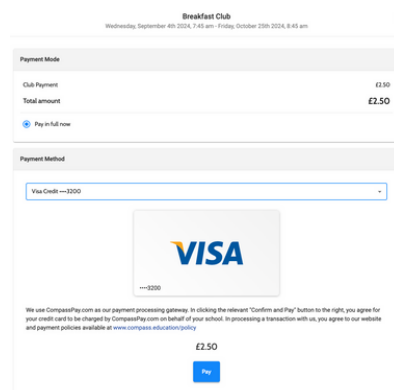 Breakfast Club
Wednesday, September 4th 2024, 7:45 am - Friday, October 25th 2024, 8:45 am
Payment Mode
Club Payment £2.50
Total amount £2.50
Pay in full now
Payment Method
Visa Credit ••••3200
VISA
••••3200
We use CompassPay.com as our payment processing gateway. In clicking the relevant "Confirm and Pay" button to the right, you agree for
your credit card to be charged by CompassPay.com on behalf of your school. In processing a transaction with us, you agree to our website
and payment policies available at www.compass.education/policy
£2.50
Pay